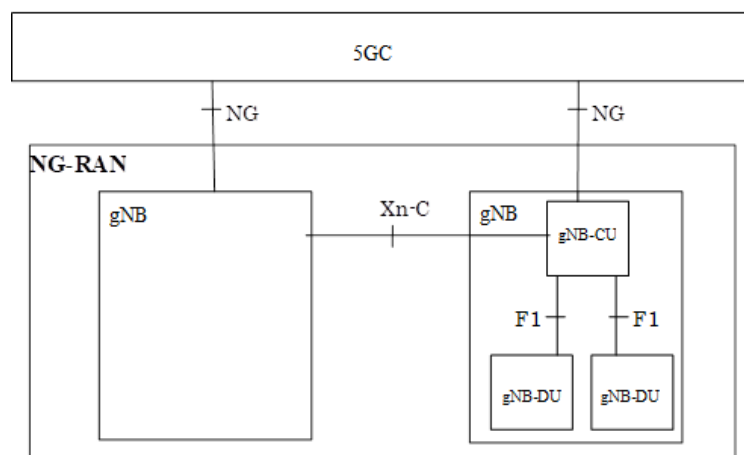 5GC
NG
NG
NG-RAN
gNB
Xn-C
gNB
gNB-CU
F1
F1
gNB-DU
gNB-DU